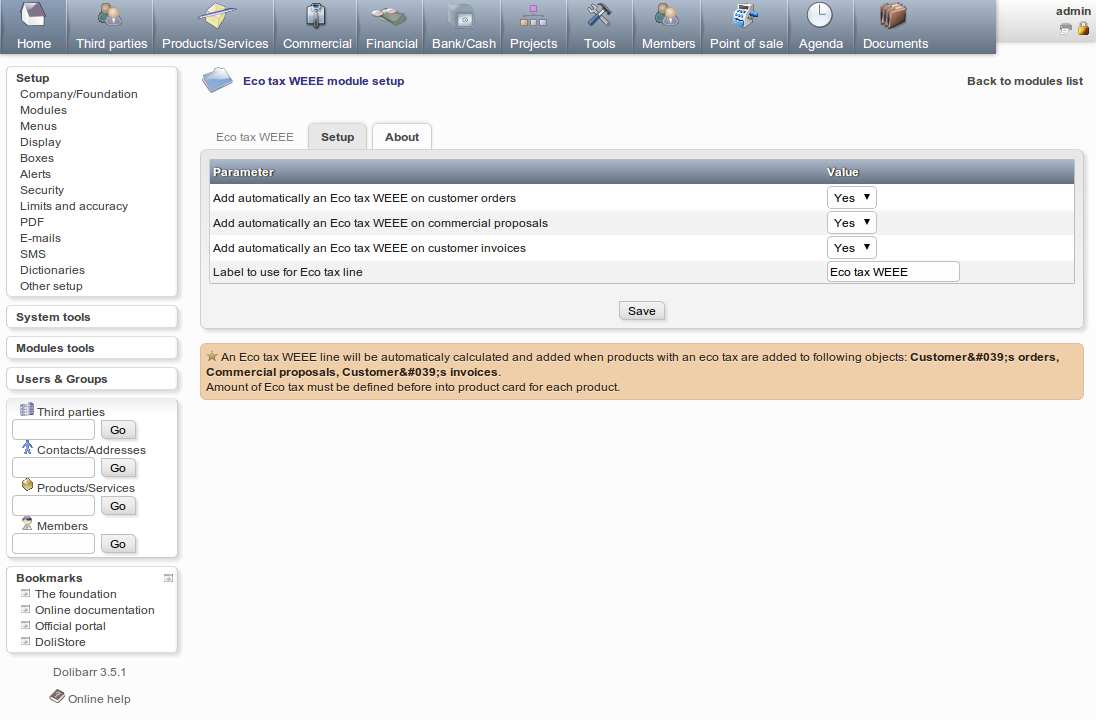 Home Third parties Products/Services Commercial Financial Bank/Cash Projects Tools Members Point of sale Agenda Documents
admin
Setup
Company/Foundation
Modules
Menus
Display
Boxes
Alerts
Security
Limits and accuracy
PDF
E-mails
SMS
Dictionaries
Other setup
System tools
Modules tools
Users & Groups
Third parties
Go
Contacts/Addresses
Go
Products/Services
Go
Members
Go
Bookmarks
The foundation
Online documentation
Official portal
DoliStore
Dolibarr 3.5.1
Online help
Eco tax WEEE module setup
Back to modules list
Eco tax WEEE Setup About
Parameter Value
Add automatically an Eco tax WEEE on customer orders Yes
Add automatically an Eco tax WEEE on commercial proposals Yes
Add automatically an Eco tax WEEE on customer invoices Yes
Label to use for Eco tax line Eco tax WEEE
Save
An Eco tax WEEE line will be automaticaly calculated and added when products with an eco tax are added to following objects: Customer&#039;s orders,
Commercial proposals, Customer&#039;s invoices.
Amount of Eco tax must be defined before into product card for each product.